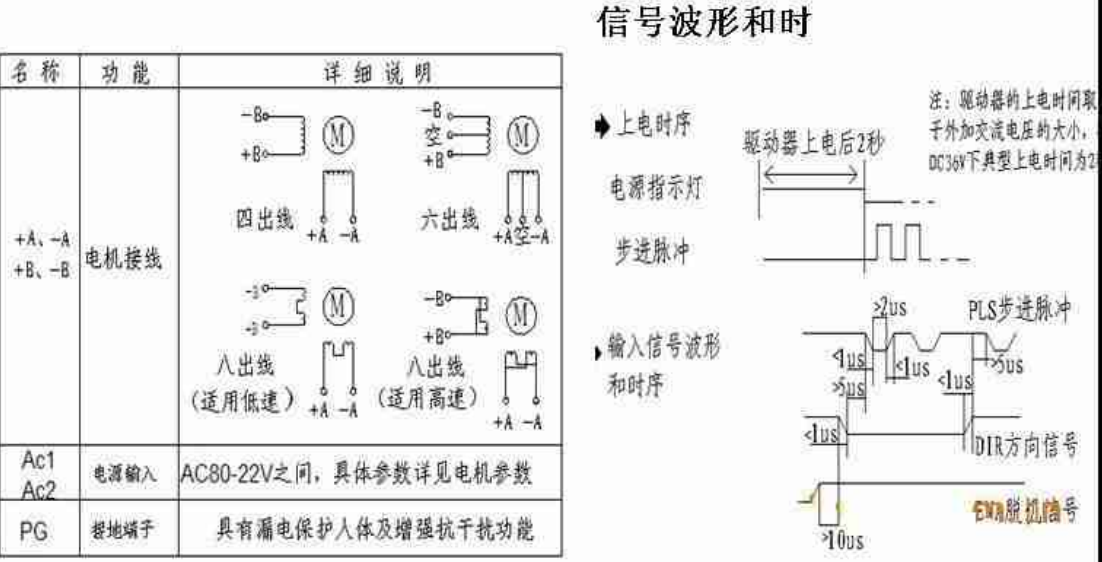 信号波形和时
名 称 功 能 详 细 说 明
+A、-A
+B、-B
电机接线
-B
+B
M
四出线
+A -A
-B
空
+B
M
六出线
+A空-A
M
八出线
(适用低速)
+A -A
-B
+B
M
八出线
(适用高速)
+A -A
Ac1
Ac2
电源输入
AC80-22V之间，具体参数详见电机参数
PG
接地端子
具有漏电保护人体及增强抗干扰功能
上电时序
驱动器上电后2秒
注：驱动器的上电时间取
于外加交流电压的大小，
DC36V下典型上电时间为2
电源指示灯
步进脉冲
输入信号波形
和时序
>2us
PLS步进脉冲
<1us
<1us
>5us
<1us
>5us
<1us
DIR方向信号
脱机信号
>10us